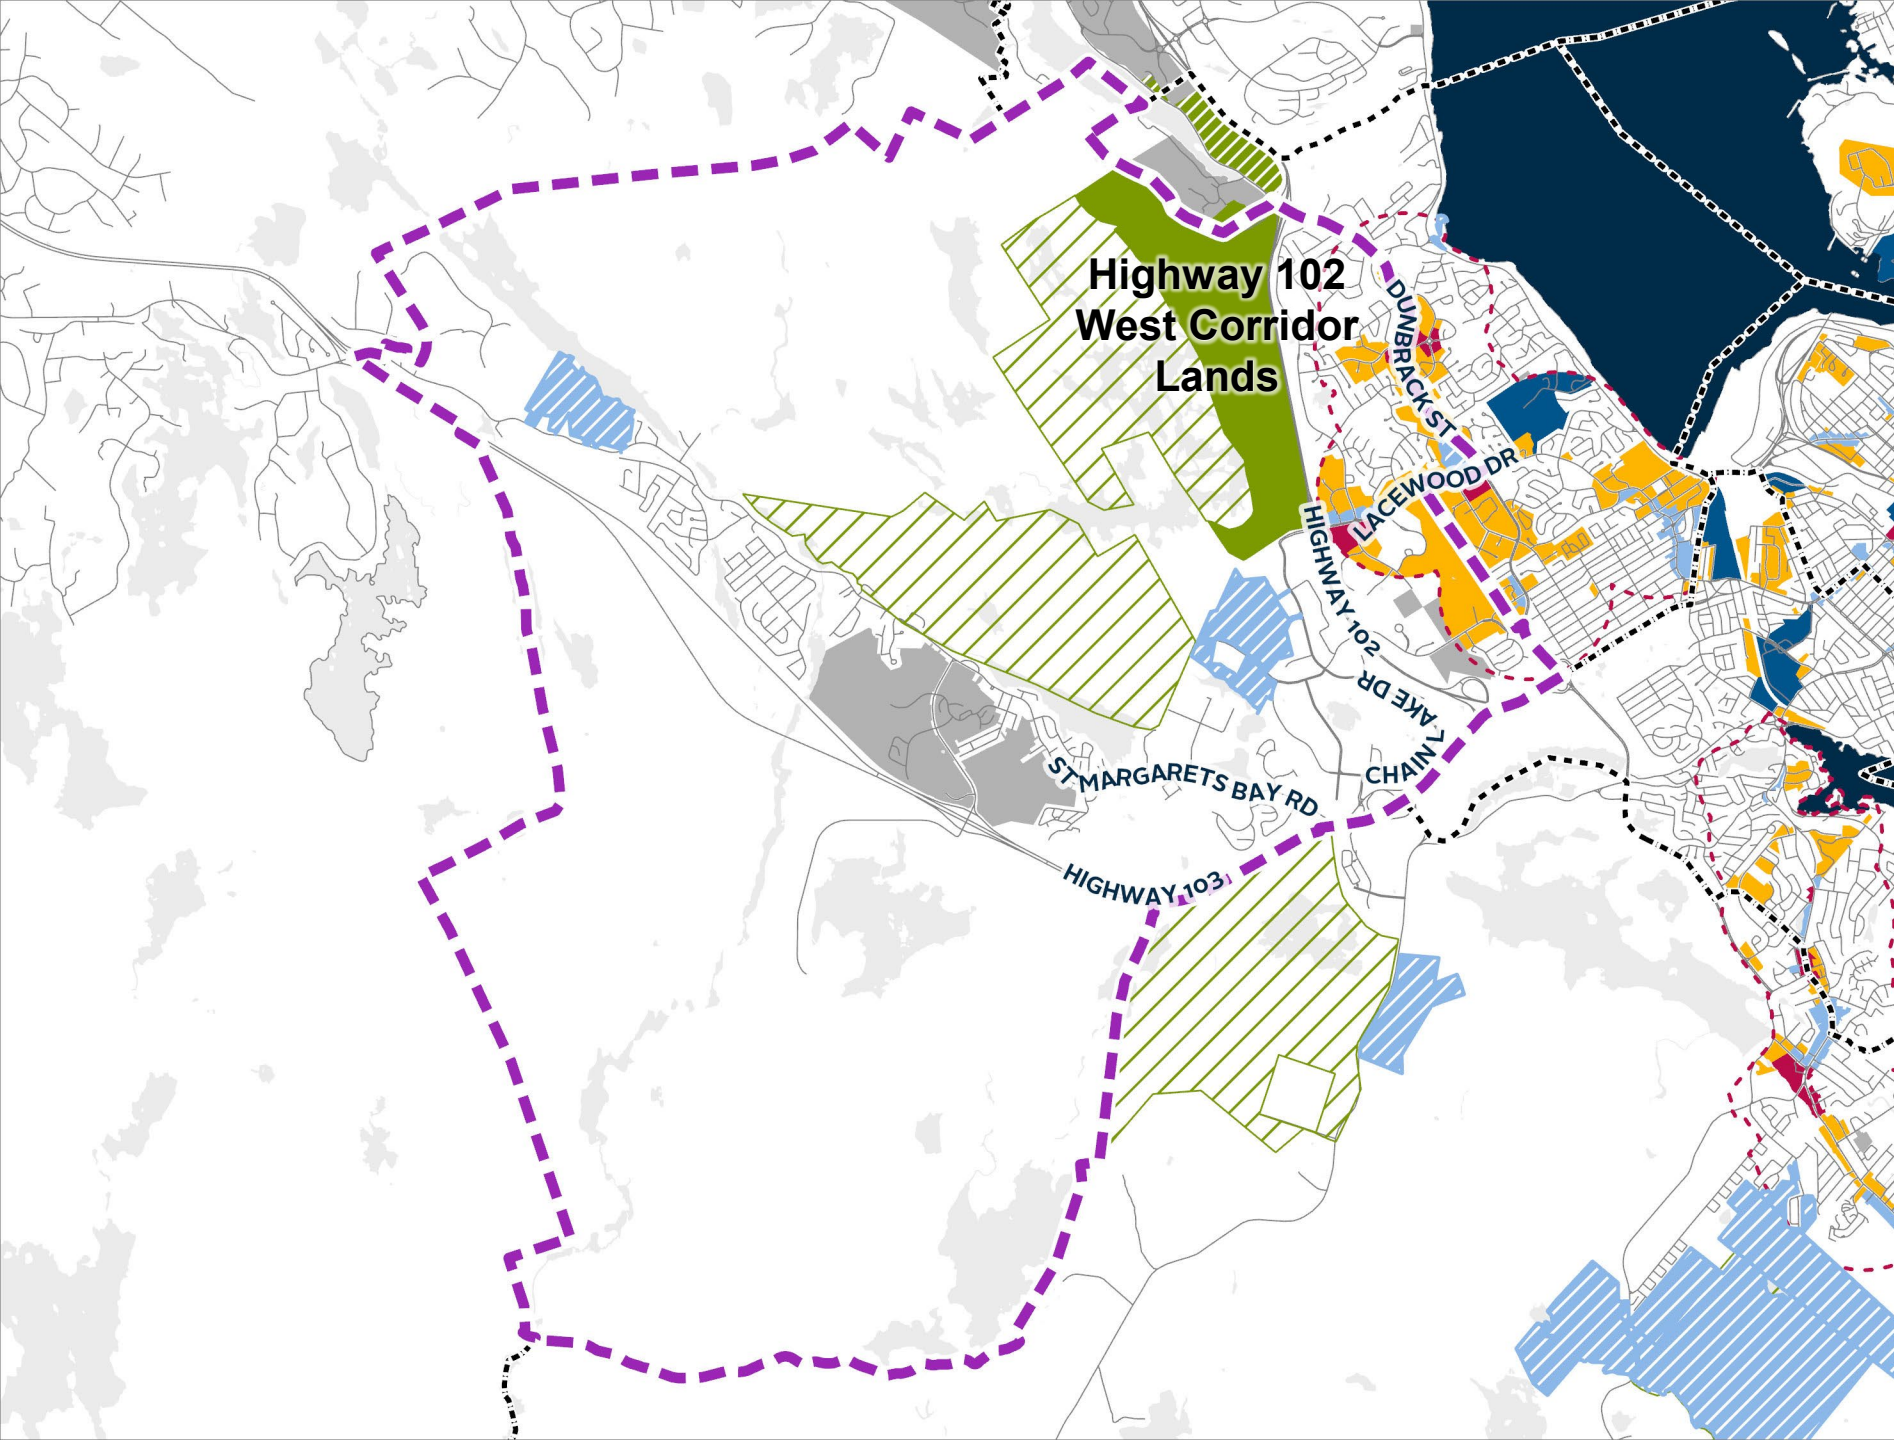 Highway 102
West Corridor
Lands
DUNBRACK ST
LACEWOOD DR
HIGHWAY 102
CHAIN LAKE DR
ST MARGARETS BAY RD
HIGHWAY 103